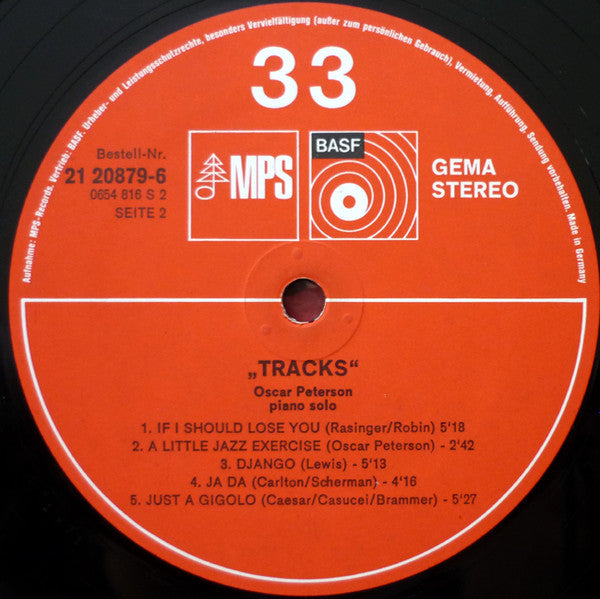 Aufnahme: MPS-Records. Vertrieb: BASF. Urheber- und Leistungsschutzrechte, besonders Vervielfältigung (außer zum persönlichen Gebrauch), Vermietung, Aufführung, Sendung vorbehalten. Made in Germany
33
Bestell-Nr.
21 20879-6
0654 816 S 2
SEITE 2
MPS
BASF
GEMA
STEREO
„TRACKS“
Oscar Peterson
piano solo
1. IF I SHOULD LOSE YOU (Rasinger/Robin) 5'18
2. A LITTLE JAZZ EXERCISE (Oscar Peterson) - 2'42
3. DJANGO (Lewis) - 5'13
4. JA DA (Carlton/Scherman) - 4'16
5. JUST A GIGOLO (Caesar/Casucei/Brammer) - 5'27